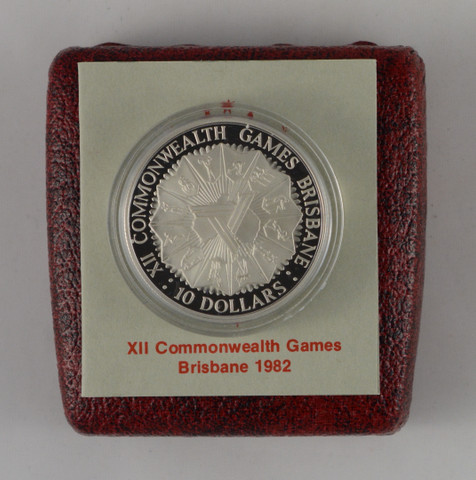 XII COMMONWEALTH GAMES BRISBANE
· 10 DOLLARS ·
XII Commonwealth Games
Brisbane 1982